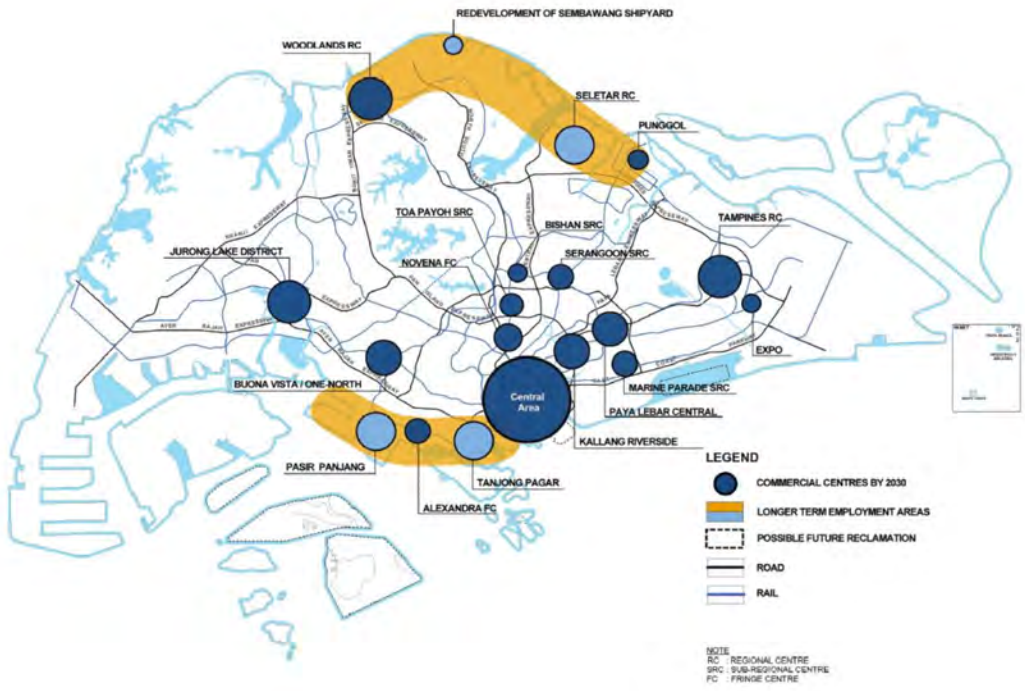 REDEVELOPMENT OF SEMBAWANG SHIPYARD
WOODLANDS RC
SELETAR RC
PUNGGOL
TOA PAYOH SRC
BISHAN SRC
TAMPINES RC
JURONG LAKE DISTRICT
NOVENA FC
SERANGOON SRC
EXPO
BUONA VISTA / ONE-NORTH
Central
Area
MARINE PARADE SRC
PAYA LEBAR CENTRAL
KALLANG RIVERSIDE
PASIR PANJANG
TANJONG PAGAR
ALEXANDRA FC
LEGEND
COMMERCIAL CENTRES BY 2030
LONGER TERM EMPLOYMENT AREAS
POSSIBLE FUTURE RECLAMATION
ROAD
RAIL
NOTE
RC : REGIONAL CENTRE
SRC : SUB-REGIONAL CENTRE
FC : FRINGE CENTRE